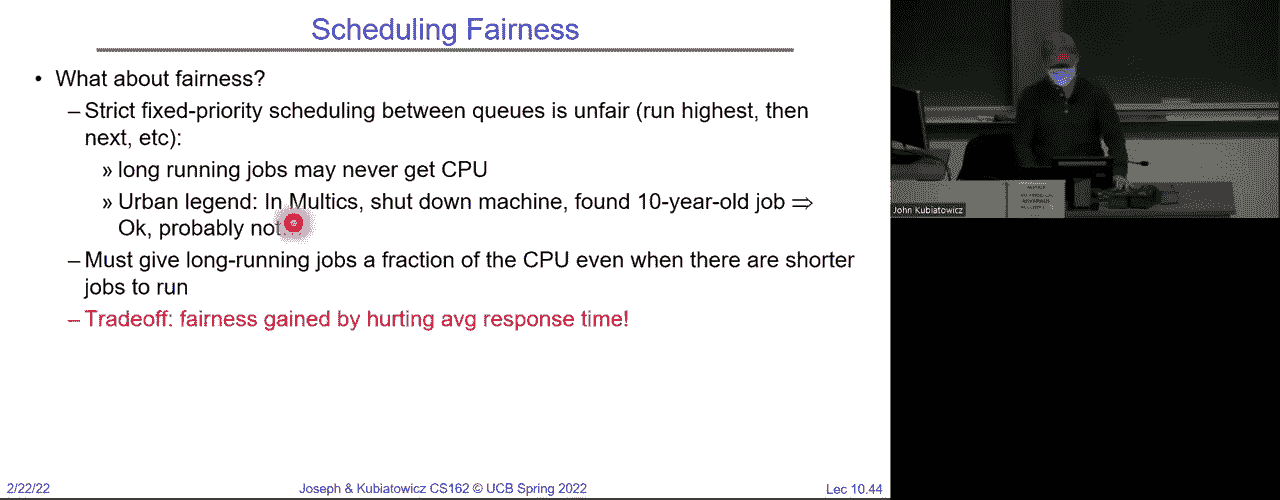 Scheduling Fairness
• What about fairness?
– Strict fixed-priority scheduling between queues is unfair (run highest, then
next, etc):
» long running jobs may never get CPU
» Urban legend: In Multics, shut down machine, found 10-year-old job ⇒
Ok, probably not...
– Must give long-running jobs a fraction of the CPU even when there are shorter
jobs to run
– Tradeoff: fairness gained by hurting avg response time!
John Kubiatowicz
2/22/22
Joseph & Kubiatowicz CS162 © UCB Spring 2022
Lec 10.44